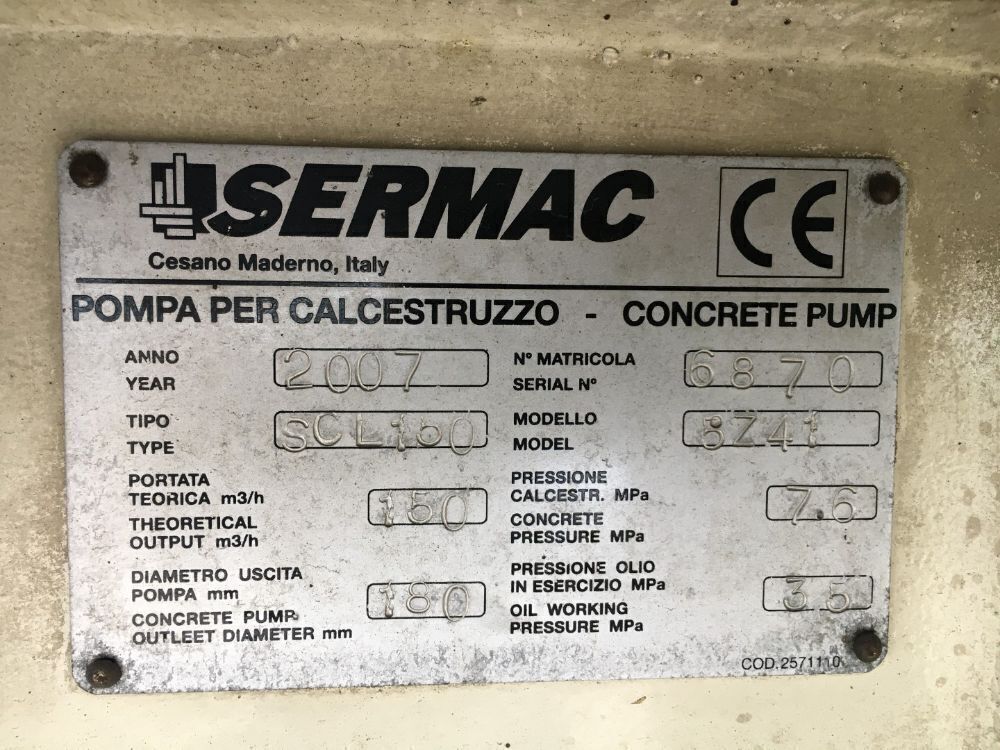 SERMAC
CE
Cesano Maderno, Italy
POMPA PER CALCESTRUZZO - CONCRETE PUMP
ANNO
YEAR
2007
N° MATRICOLA
SERIAL N°
6870
TIPO
TYPE
SCL150
MODELLO
MODEL
5Z41
PORTATA
TEORICA m3/h
THEORETICAL
OUTPUT m3/h
150
PRESSIONE
CALCESTR. MPa
CONCRETE
PRESSURE MPa
7.6
DIAMETRO USCITA
POMPA mm
CONCRETE PUMP
OUTLEET DIAMETER mm
180
PRESSIONE OLIO
IN ESERCIZIO MPa
OIL WORKING
PRESSURE MPa
35
COD.2571110